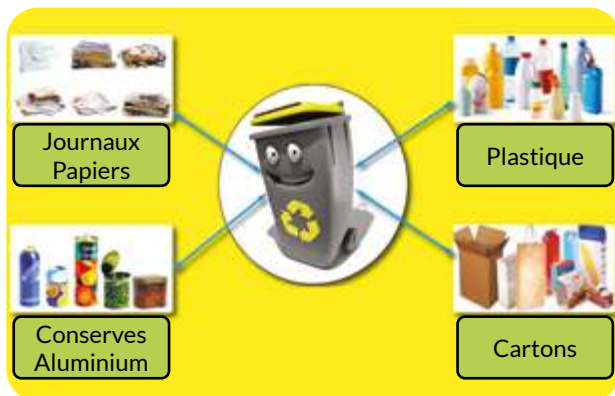 Journaux
Papiers
Plastique
Conserves
Aluminium
Cartons